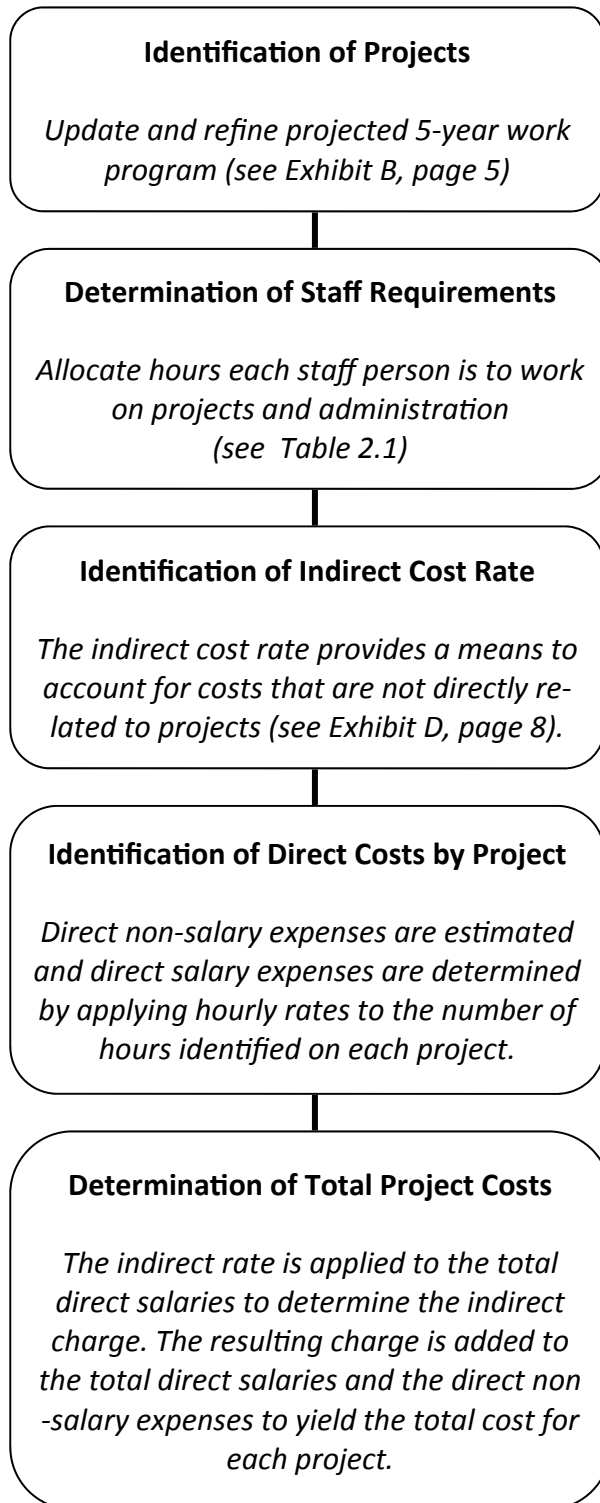 Identification of Projects
Update and refine projected 5-year work
program (see Exhibit B, page 5)
Determination of Staff Requirements
Allocate hours each staff person is to work
on projects and administration
(see  Table 2.1)
Identification of Indirect Cost Rate
The indirect cost rate provides a means to
account for costs that are not directly re-
lated to projects (see Exhibit D, page 8).
Identification of Direct Costs by Project
Direct non-salary expenses are estimated
and direct salary expenses are determined
by applying hourly rates to the number of
hours identified on each project.
Determination of Total Project Costs
The indirect rate is applied to the total
direct salaries to determine the indirect
charge. The resulting charge is added to
the total direct salaries and the direct non
-salary expenses to yield the total cost for
each project.